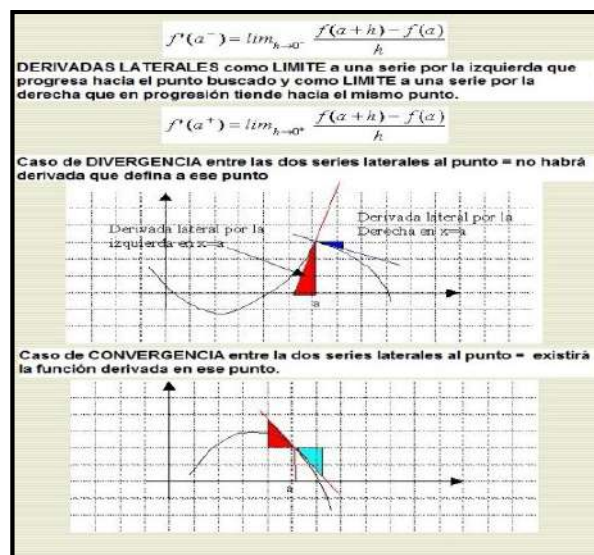 f'(a⁻) = lim_{h→0⁻} f(a+h) − f(a) / h
DERIVADAS LATERALES como LIMITE a una serie por la izquierda que
progresa hacia el punto buscado y como LIMITE a una serie por la
derecha que en progresión tiende hacia el mismo punto.
f'(a⁺) = lim_{h→0⁺} f(a+h) − f(a) / h
Caso de DIVERGENCIA entre las dos series laterales al punto = no habrá
derivada que defina a ese punto
Derivada lateral por la
izquierda en x=a
Derivada lateral por la
Derecha en x=a
a
Caso de CONVERGENCIA entre la dos series laterales al punto = existirá
la función derivada en ese punto.
a